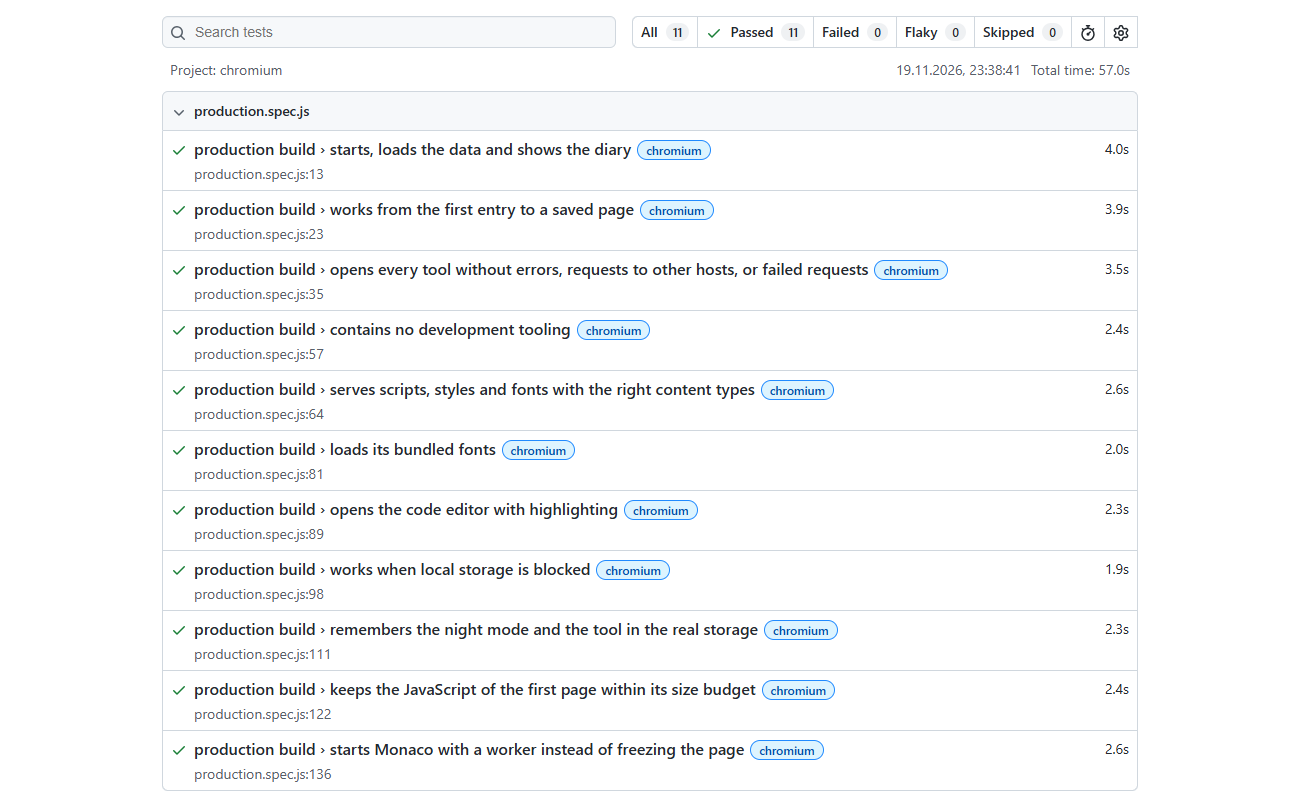 Search tests
All 11 Passed 11 Failed 0 Flaky 0 Skipped 0
Project: chromium 19.11.2026, 23:38:41 Total time: 57.0s
production.spec.js
production build › starts, loads the data and shows the diary chromium 4.0s
production.spec.js:13
production build › works from the first entry to a saved page chromium 3.9s
production.spec.js:23
production build › opens every tool without errors, requests to other hosts, or failed requests chromium 3.5s
production.spec.js:35
production build › contains no development tooling chromium 2.4s
production.spec.js:57
production build › serves scripts, styles and fonts with the right content types chromium 2.6s
production.spec.js:64
production build › loads its bundled fonts chromium 2.0s
production.spec.js:81
production build › opens the code editor with highlighting chromium 2.3s
production.spec.js:89
production build › works when local storage is blocked chromium 1.9s
production.spec.js:98
production build › remembers the night mode and the tool in the real storage chromium 2.3s
production.spec.js:111
production build › keeps the JavaScript of the first page within its size budget chromium 2.4s
production.spec.js:122
production build › starts Monaco with a worker instead of freezing the page chromium 2.6s
production.spec.js:136